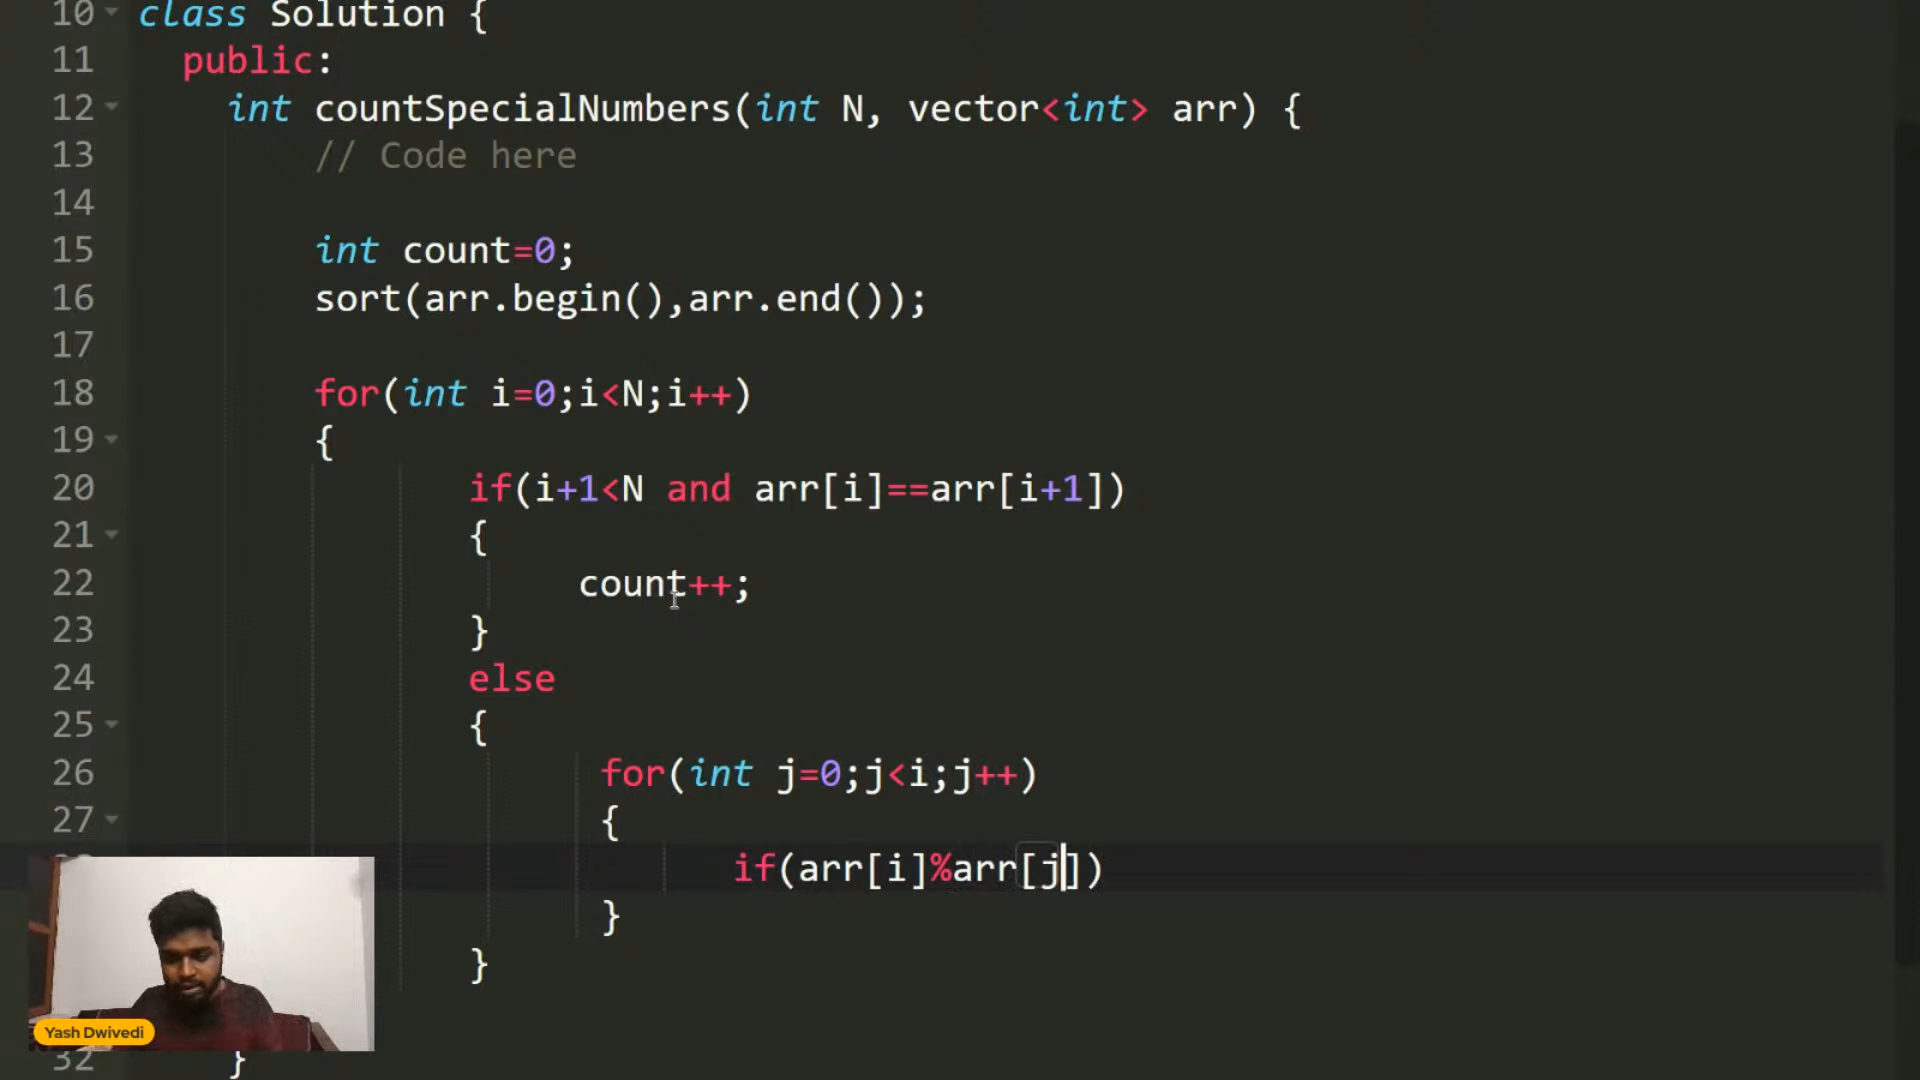 10 class Solution {
11 public:
12 int countSpecialNumbers(int N, vector<int> arr) {
13 // Code here
14
15 int count=0;
16 sort(arr.begin(),arr.end());
17
18 for(int i=0;i<N;i++)
19 {
20 if(i+1<N and arr[i]==arr[i+1])
21 {
22 count++;
23 }
24 else
25 {
26 for(int j=0;j<i;j++)
27 {
if(arr[i]%arr[j])
}
}
Yash Dwivedi
32 }